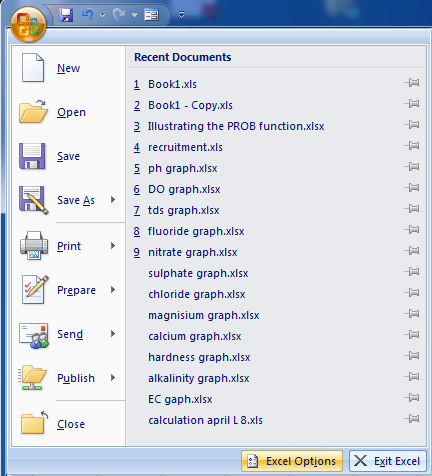 Recent Documents
New
Open
Save
Save As
Print
Prepare
Send
Publish
Close
1 Book1.xls
2 Book1 - Copy.xls
3 Illustrating the PROB function.xlsx
4 recruitment.xls
5 ph graph.xlsx
6 DO graph.xlsx
7 tds graph.xlsx
8 fluoride graph.xlsx
9 nitrate graph.xlsx
sulphate graph.xlsx
chloride graph.xlsx
magnisium graph.xlsx
calcium graph.xlsx
hardness graph.xlsx
alkalinity graph.xlsx
EC gaph.xlsx
calculation april L 8.xls
Excel Options
Exit Excel